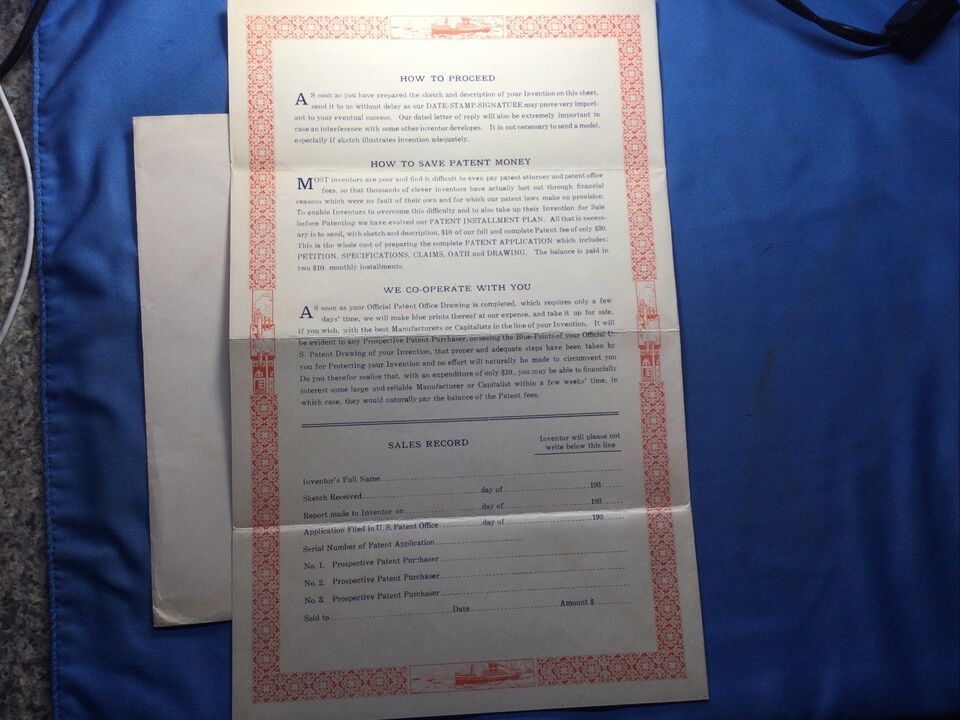 HOW TO PROCEED
AS soon as you have prepared the sketch and description of your Invention on this sheet,
send it to us without delay as our DATE-STAMP-SIGNATURE may prove very import-
ant to your eventual success. Our dated letter of reply will also be extremely important in
case an interference with some other inventor developes. It is not necessary to send a model,
especially if sketch illustrates invention adequately.
HOW TO SAVE PATENT MONEY
MOST inventors are poor and find it difficult to even pay patent attorney and patent office
fees, so that thousands of clever inventors have actually lost out through financial
reasons which were no fault of their own and for which our patent laws make no provision.
To enable Inventors to overcome this difficulty and to also take up their Invention for Sale
before Patenting we have evolved our PATENT INSTALLMENT PLAN. All that is neces-
ary is to send, with sketch and description, $10. of our full and complete Patent fee of only $30.
This is the whole cost of preparing the complete PATENT APPLICATION which includes:
PETITION, SPECIFICATIONS, CLAIMS, OATH and DRAWING. The balance is paid in
two $10. monthly installments.
WE CO-OPERATE WITH YOU
AS soon as your Official Patent Office Drawing is completed, which requires only a few
days' time, we will make blue prints thereof at our expense, and take it up for sale,
if you wish, with the best Manufacturers or Capitalists in the line of your Invention. It will
be evident to any Prospective Patent Purchaser, on seeing the Blue-Prints of your Official U.
S. Patent Drawing of your Invention, that proper and adequate steps have been taken by
you for Protecting your Invention and no effort will naturally be made to circumvent you
Do you therefor realize that, with an expenditure of only $10., you may be able to financially
interest some large and reliable Manufacturer or Capitalist within a few weeks' time, in
which case, they would naturally pay the balance of the Patent fees.
SALES RECORD
Inventor will please not
write below this line
Inventor's Full Name
Sketch Received day of 193
Report made to Inventor on day of 193
Application Filed in U. S. Patent Office day of 193
Serial Number of Patent Application
No. 1. Prospective Patent Purchaser
No. 2. Prospective Patent Purchaser
No. 3. Prospective Patent Purchaser
Sold to Date Amount $